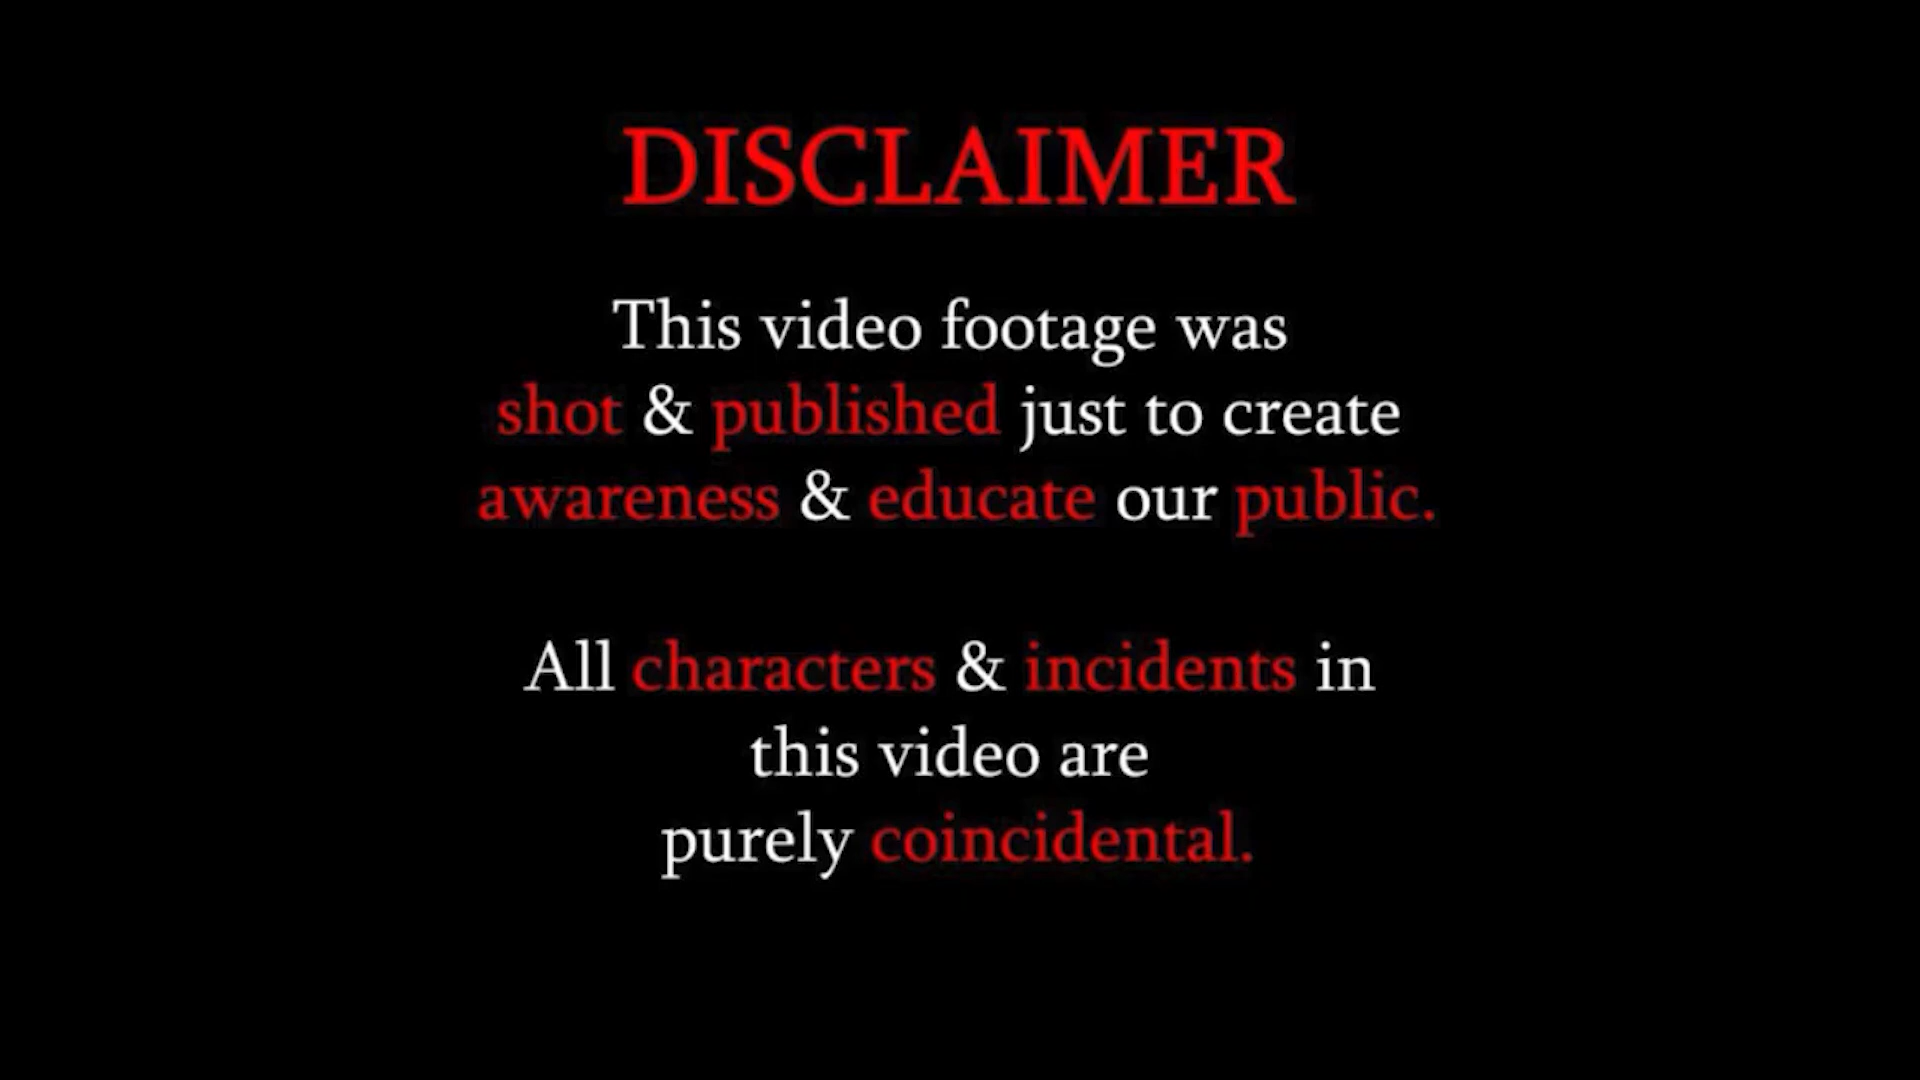 DISCLAIMER
This video footage was
shot & published just to create
awareness & educate our public.
All characters & incidents in
this video are
purely coincidental.